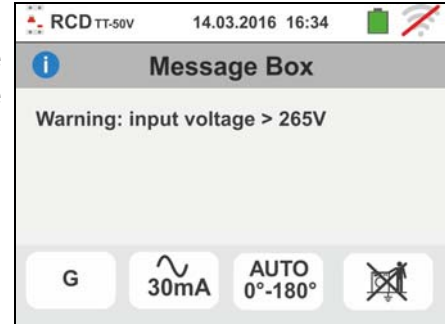 RCD TT-50V 14.03.2016 16:34
i Message Box
Warning: input voltage > 265V
G 30mA AUTO
0°-180°